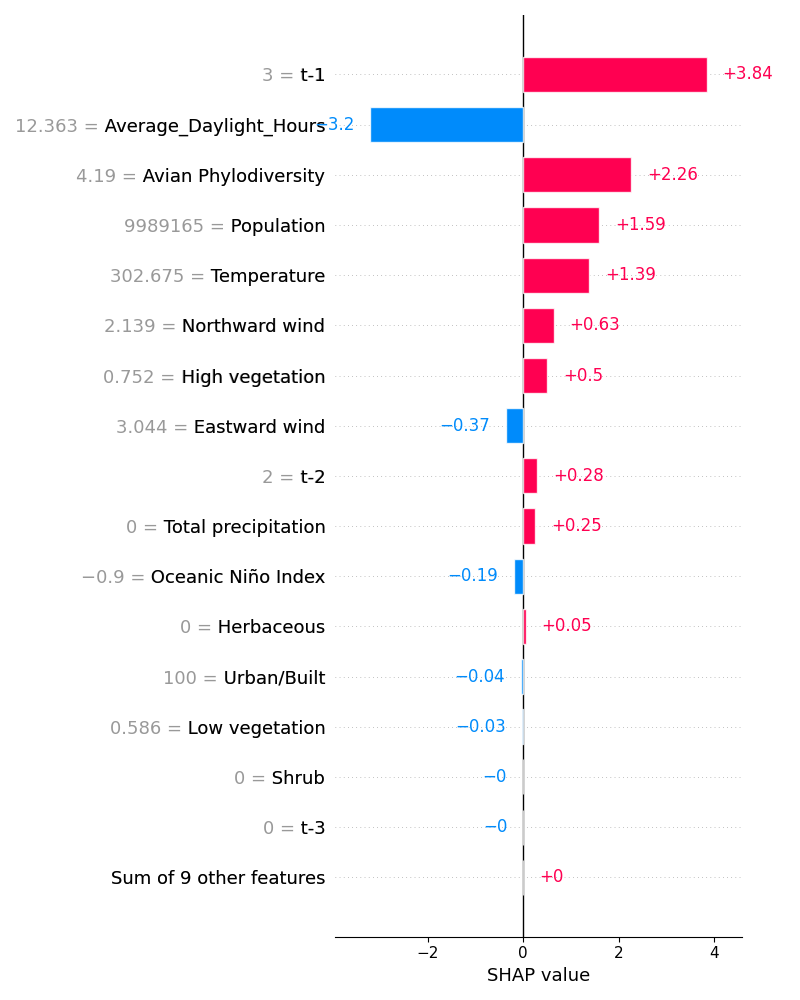 3 = t-1 +3.84
12.363 = Average_Daylight_Hours −3.2
4.19 = Avian Phylodiversity +2.26
9989165 = Population +1.59
302.675 = Temperature +1.39
2.139 = Northward wind +0.63
0.752 = High vegetation +0.5
3.044 = Eastward wind −0.37
2 = t-2 +0.28
0 = Total precipitation +0.25
−0.9 = Oceanic Niño Index −0.19
0 = Herbaceous +0.05
100 = Urban/Built −0.04
0.586 = Low vegetation −0.03
0 = Shrub −0
0 = t-3 −0
Sum of 9 other features +0
−2 0 2 4
SHAP value